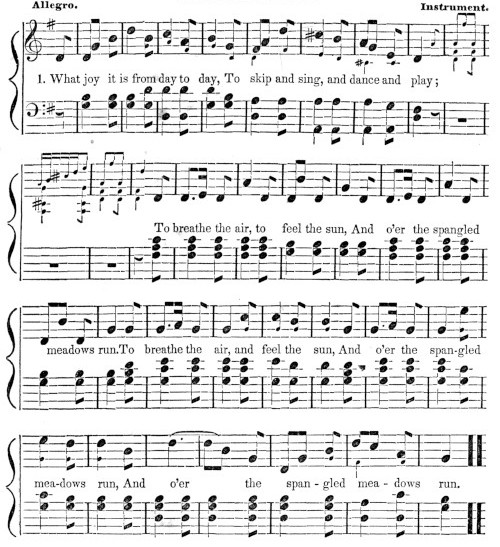 Allegro. Instrument.
1. What joy it is from day to day, To skip and sing, and dance and play;
To breathe the air, to feel the sun, And o'er the spangled
meadows run. To breathe the air, and feel the sun, And o'er the span-gled
mea-dows run, And o'er the span - gled mea - dows run.